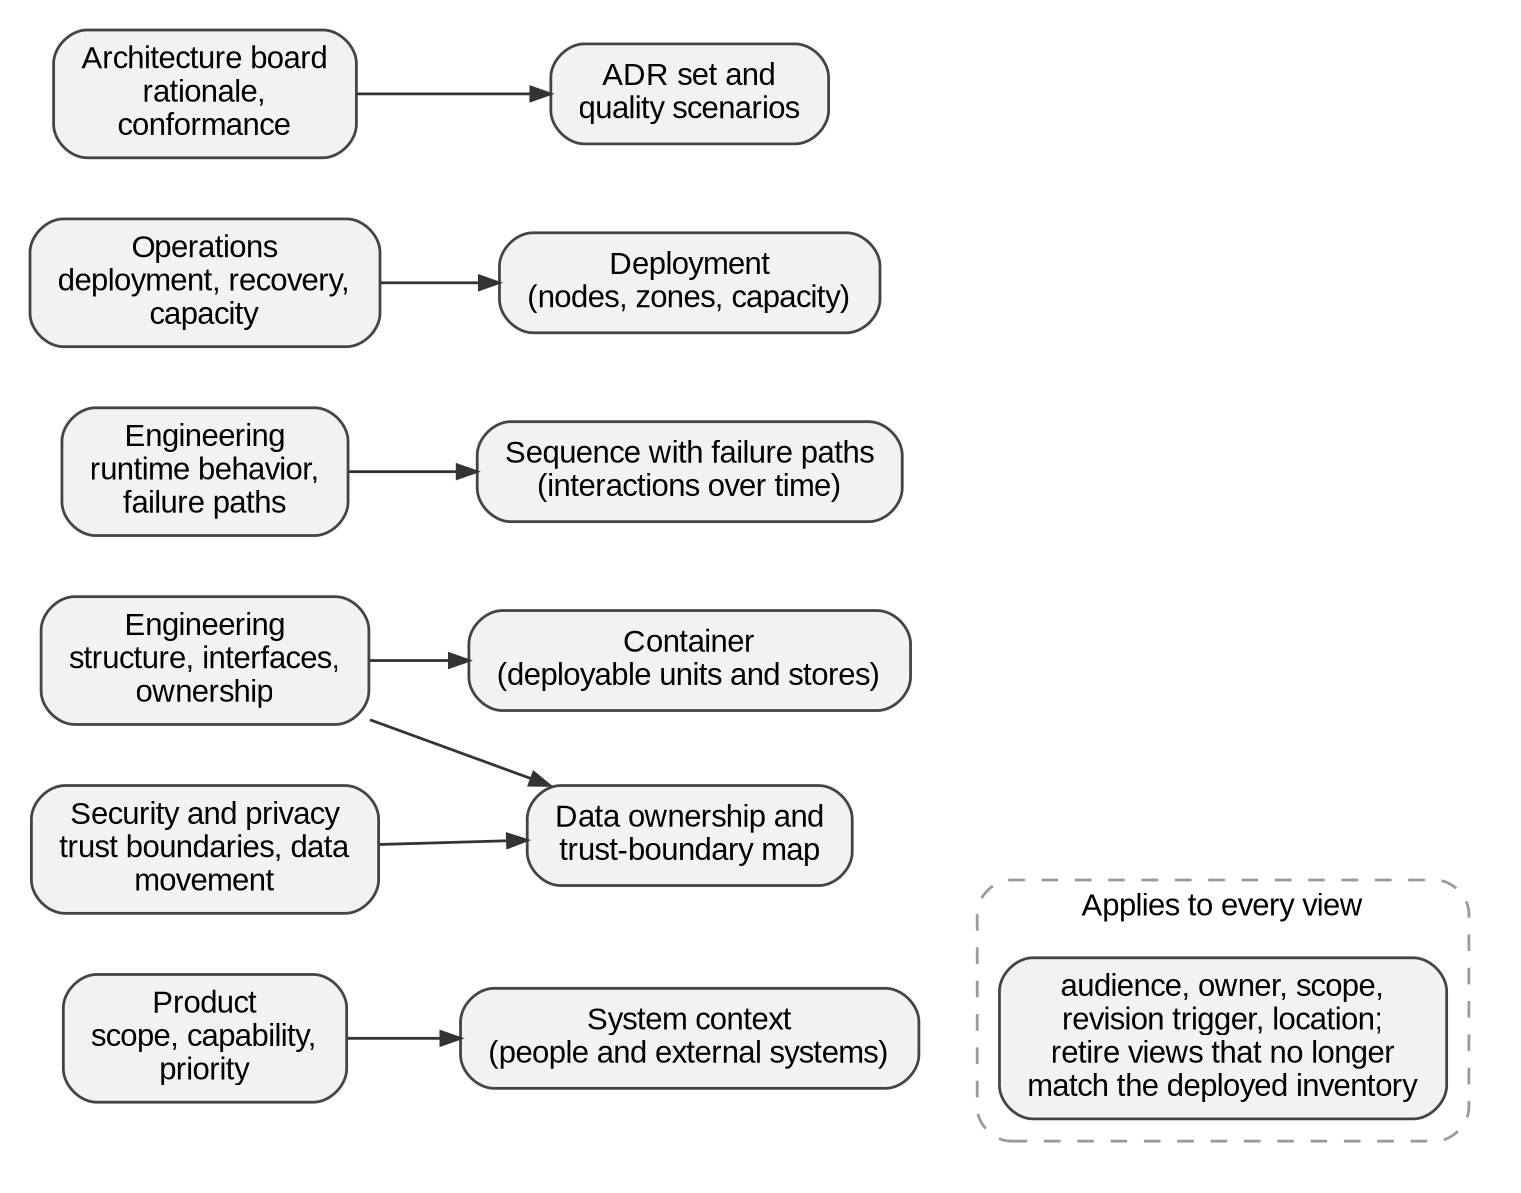 Architecture board
rationale,
conformance
ADR set and
quality scenarios
Operations
deployment, recovery,
capacity
Deployment
(nodes, zones, capacity)
Engineering
runtime behavior,
failure paths
Sequence with failure paths
(interactions over time)
Engineering
structure, interfaces,
ownership
Container
(deployable units and stores)
Security and privacy
trust boundaries, data
movement
Data ownership and
trust-boundary map
Product
scope, capability,
priority
System context
(people and external systems)
Applies to every view
audience, owner, scope,
revision trigger, location;
retire views that no longer
match the deployed inventory